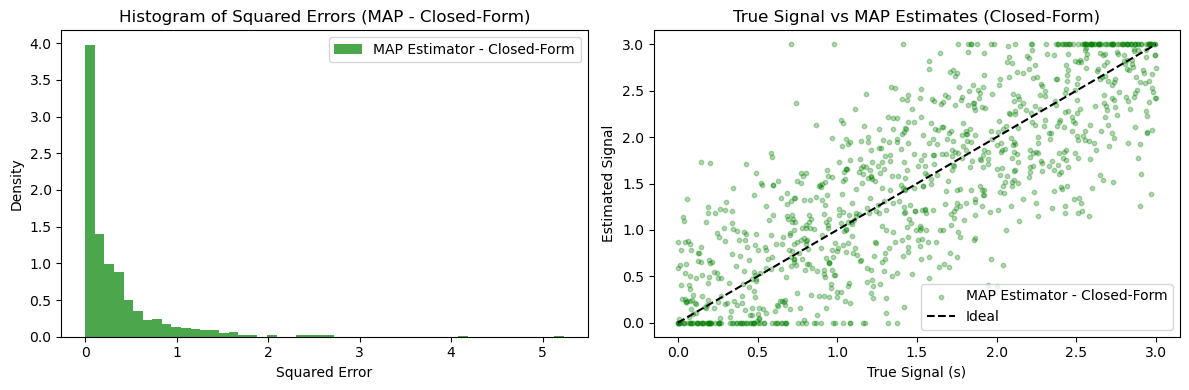 Histogram of Squared Errors (MAP - Closed-Form)
MAP Estimator - Closed-Form
4.0
3.5
3.0
2.5
2.0
1.5
1.0
0.5
0.0
Density
0 1 2 3 4 5
Squared Error
True Signal vs MAP Estimates (Closed-Form)
3.0
2.5
2.0
1.5
1.0
0.5
0.0
Estimated Signal
MAP Estimator - Closed-Form
Ideal
0.0 0.5 1.0 1.5 2.0 2.5 3.0
True Signal (s)